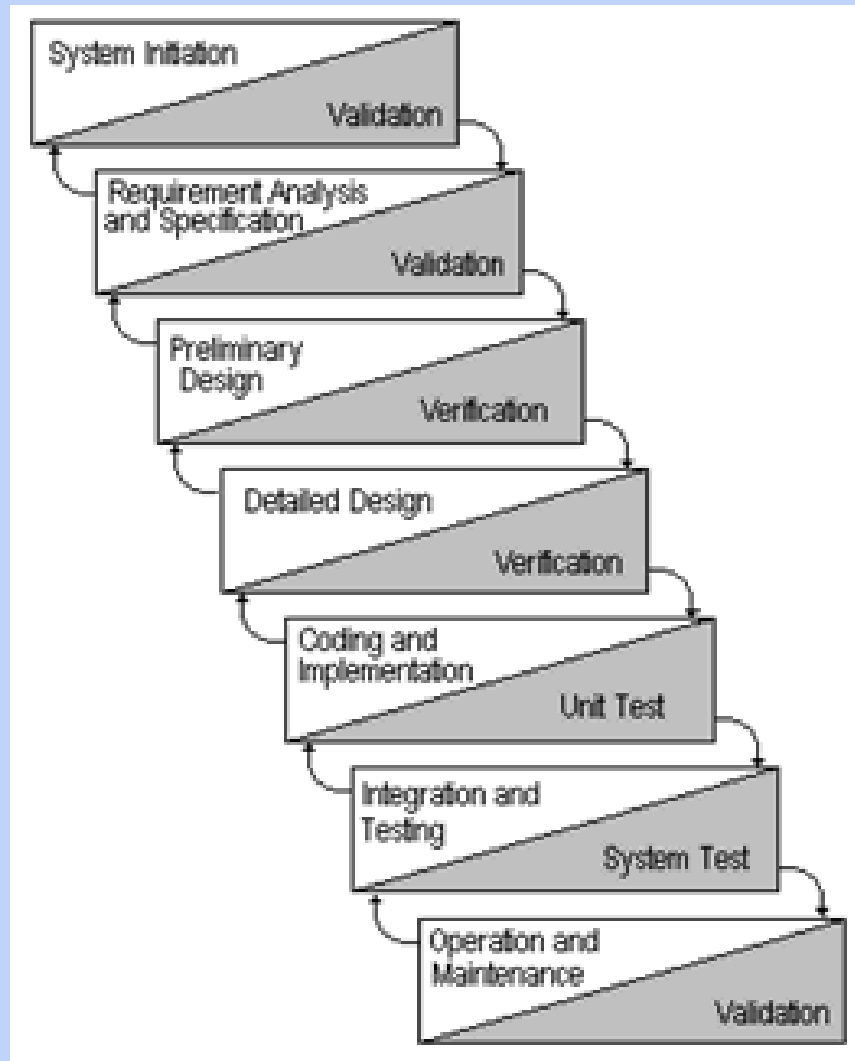 System Initiation
Validation
Requirement Analysis
and Specification
Validation
Preliminary
Design
Verification
Detailed Design
Verification
Coding and
Implementation
Unit Test
Integration and
Testing
System Test
Operation and
Maintenance
Validation